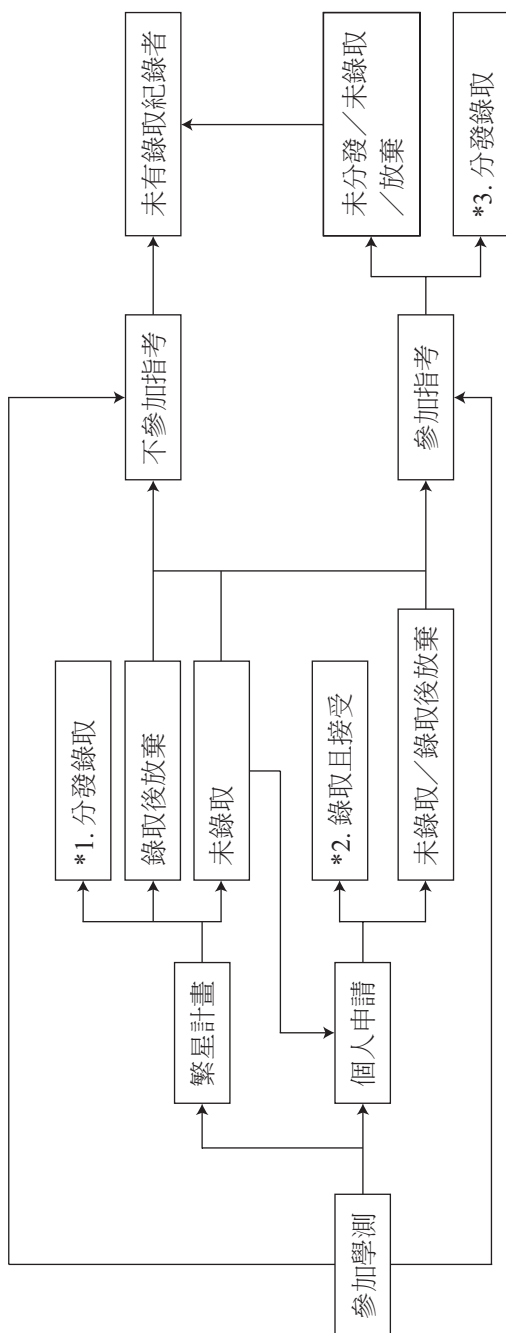 參加學測
繁星計畫
個人申請
*1. 分發錄取
錄取後放棄
未錄取
*2. 錄取且接受
未錄取／錄取後放棄
不參加指考
參加指考
未有錄取紀錄者
未分發／未錄取
／放棄
*3. 分發錄取